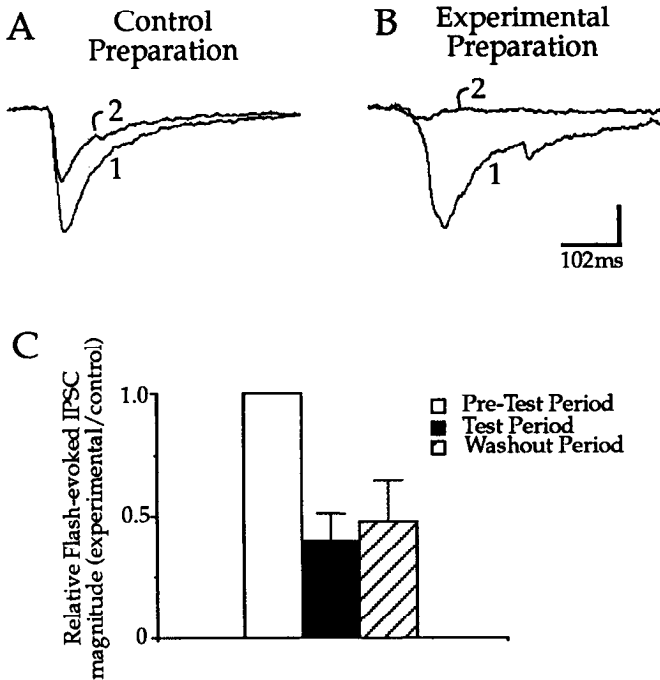 A
Control
Preparation
2
1
B
Experimental
Preparation
2
1
102ms
C
Relative Flash-evoked IPSC
magnitude (experimental/control)
1.0
0.5
0
Pre-Test Period
Test Period
Washout Period